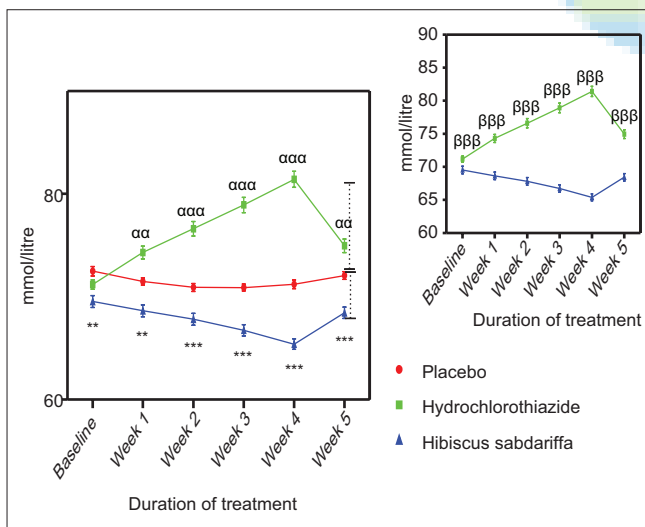 mmol/litre
80
60
αα
ααα
ααα
ααα
αα
**
**
***
***
***
***
Baseline
Week 1
Week 2
Week 3
Week 4
Week 5
Duration of treatment
mmol/litre
90
85
80
75
70
65
60
βββ
βββ
βββ
βββ
βββ
βββ
Baseline
Week 1
Week 2
Week 3
Week 4
Week 5
Duration of treatment
Placebo
Hydrochlorothiazide
Hibiscus sabdariffa